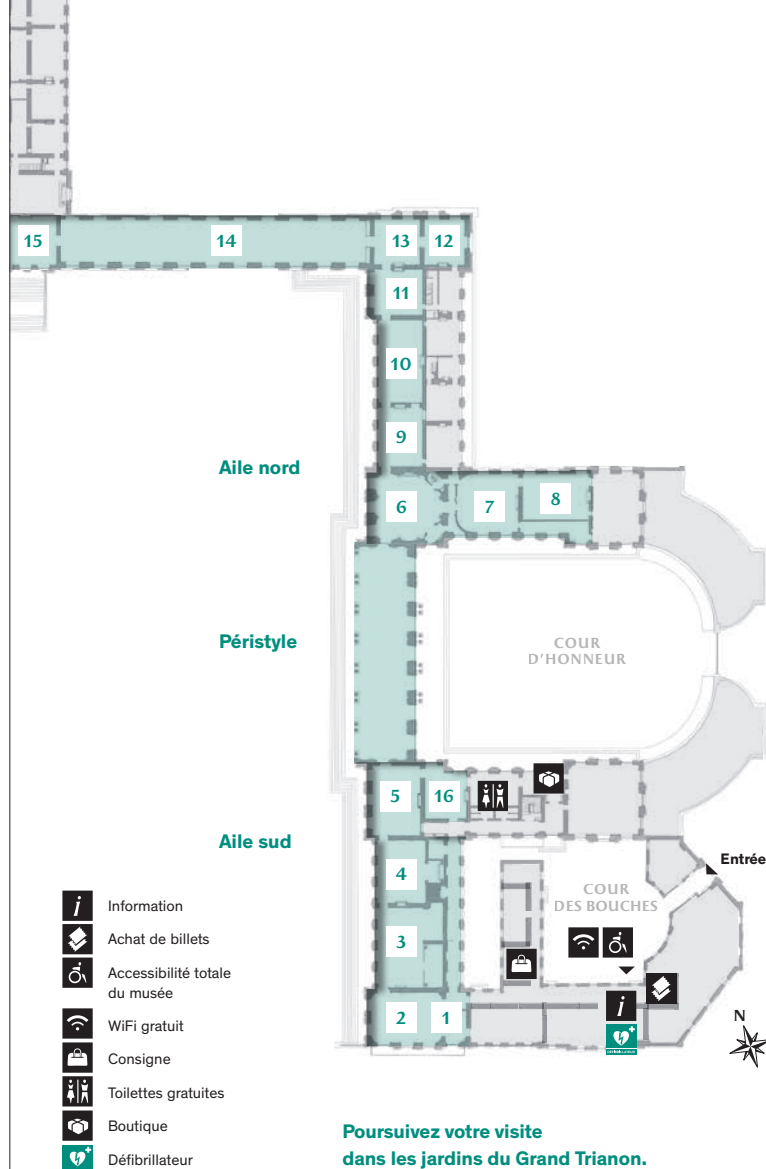 15
14
13
12
11
10
9
Aile nord
6
7
8
Péristyle
COUR
D'HONNEUR
5
16
Aile sud
4
Entrée
COUR
DES BOUCHES
3
2
1
i
N
i Information
Achat de billets
Accessibilité totale
du musée
WiFi gratuit
Consigne
Toilettes gratuites
Boutique
Défibrillateur
Poursuivez votre visite
dans les jardins du Grand Trianon.